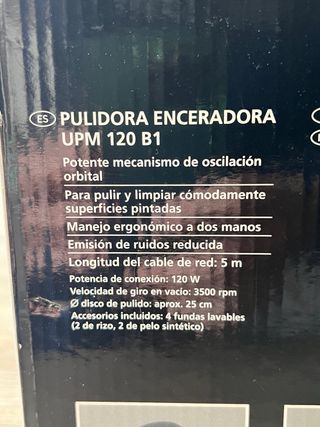 ES PULIDORA ENCERADORA
UPM 120 B1
Potente mecanismo de oscilación
orbital
Para pulir y limpiar cómodamente
superficies pintadas
Manejo ergonómico a dos manos
Emisión de ruidos reducida
Longitud del cable de red: 5 m
Potencia de conexión: 120 W
Velocidad de giro en vacío: 3500 rpm
Ø disco de pulido: aprox. 25 cm
Accesorios incluidos: 4 fundas lavables
(2 de rizo, 2 de pelo sintético)